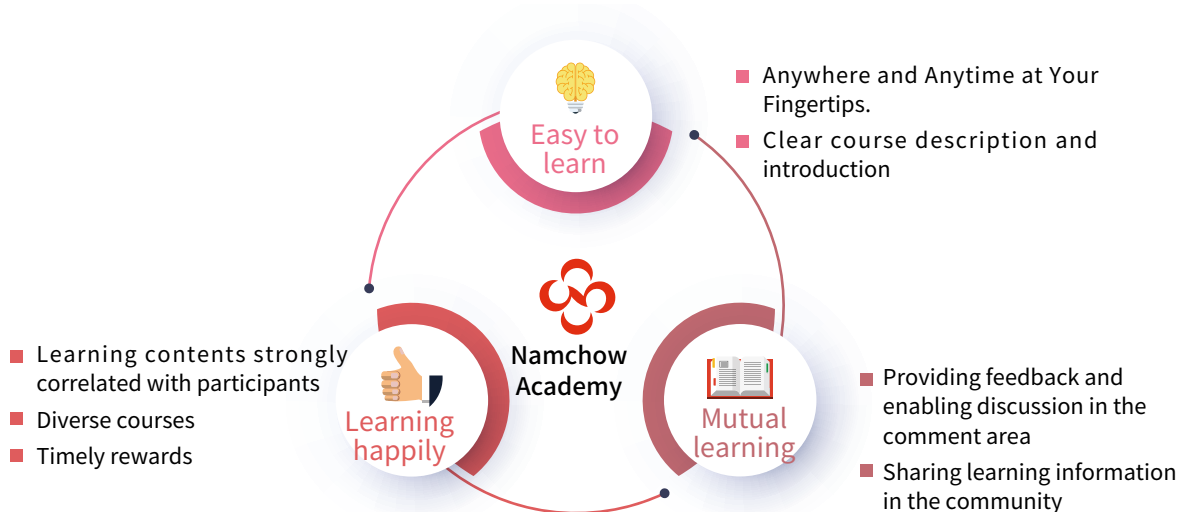 Easy to
learn
Anywhere and Anytime at Your
Fingertips.
Clear course description and
introduction
Namchow
Academy
Learning contents strongly
correlated with participants
Diverse courses
Timely rewards
Learning
happily
Mutual
learning
Providing feedback and
enabling discussion in the
comment area
Sharing learning information
in the community